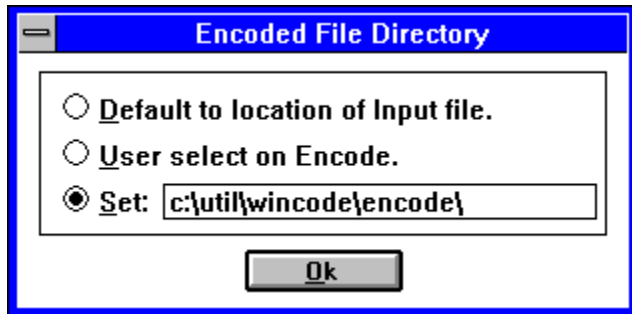 Encoded File Directory
Default to location of Input file.
User select on Encode.
Set: c:\util\wincode\encode\
Ok